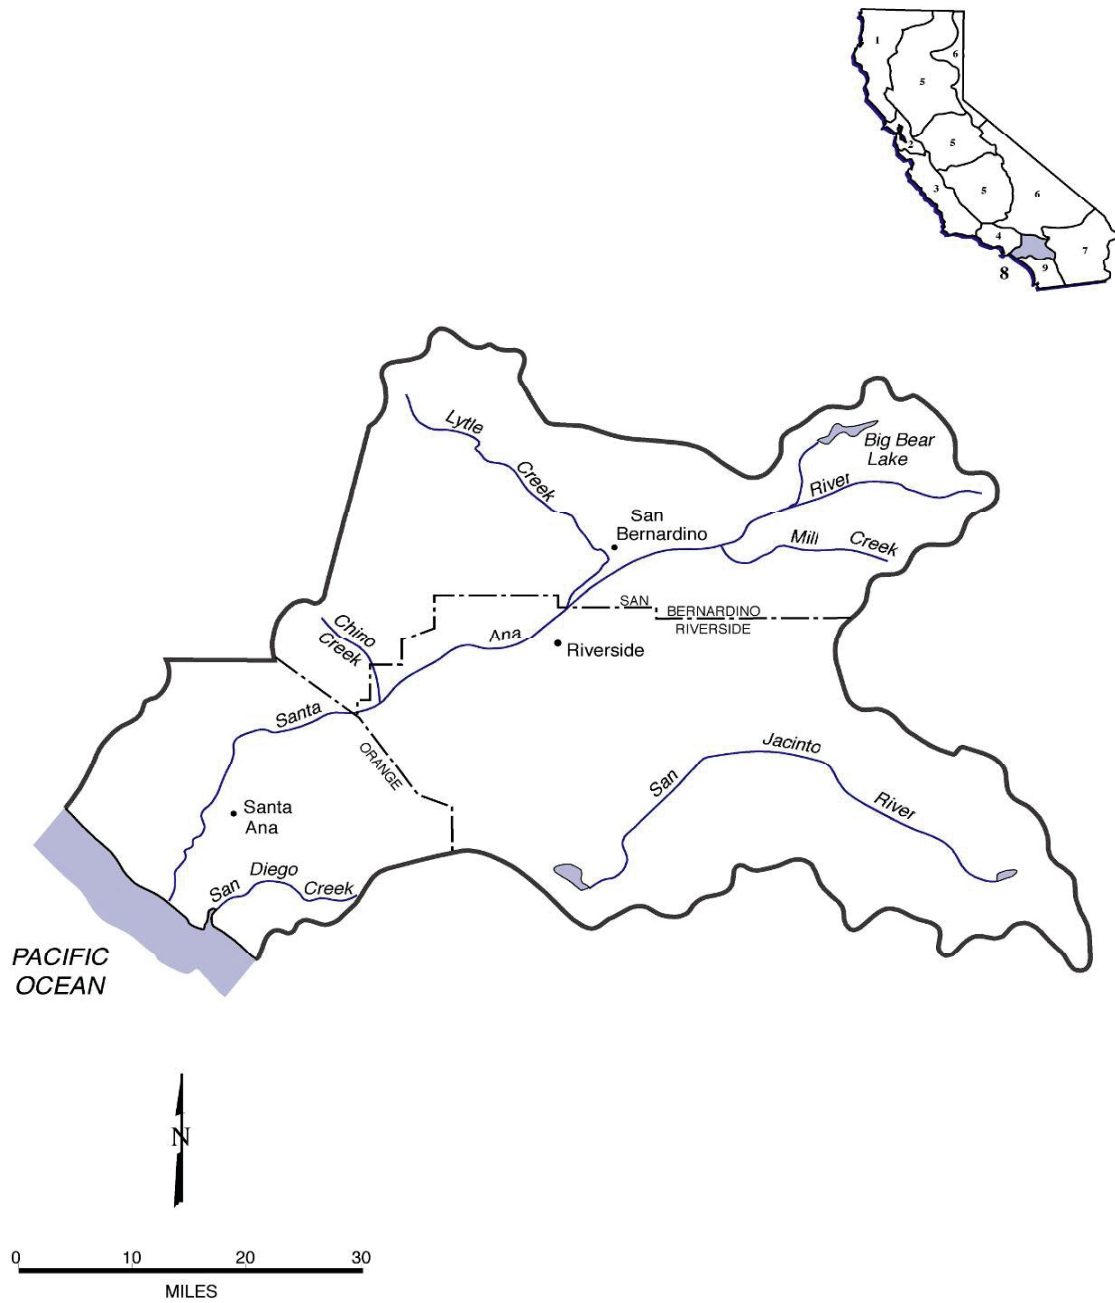 1
6
5
2
5
3
5
6
4
7
9
8
Lytle
Creek
Big Bear
Lake
River
San
Bernardino
Mill Creek
SAN
BERNARDINO
RIVERSIDE
Chino
Creek
Ana
Riverside
Santa
ORANGE
Jacinto
San
River
Santa
Ana
Diego
San
Creek
PACIFIC
OCEAN
N
0 10 20 30
MILES